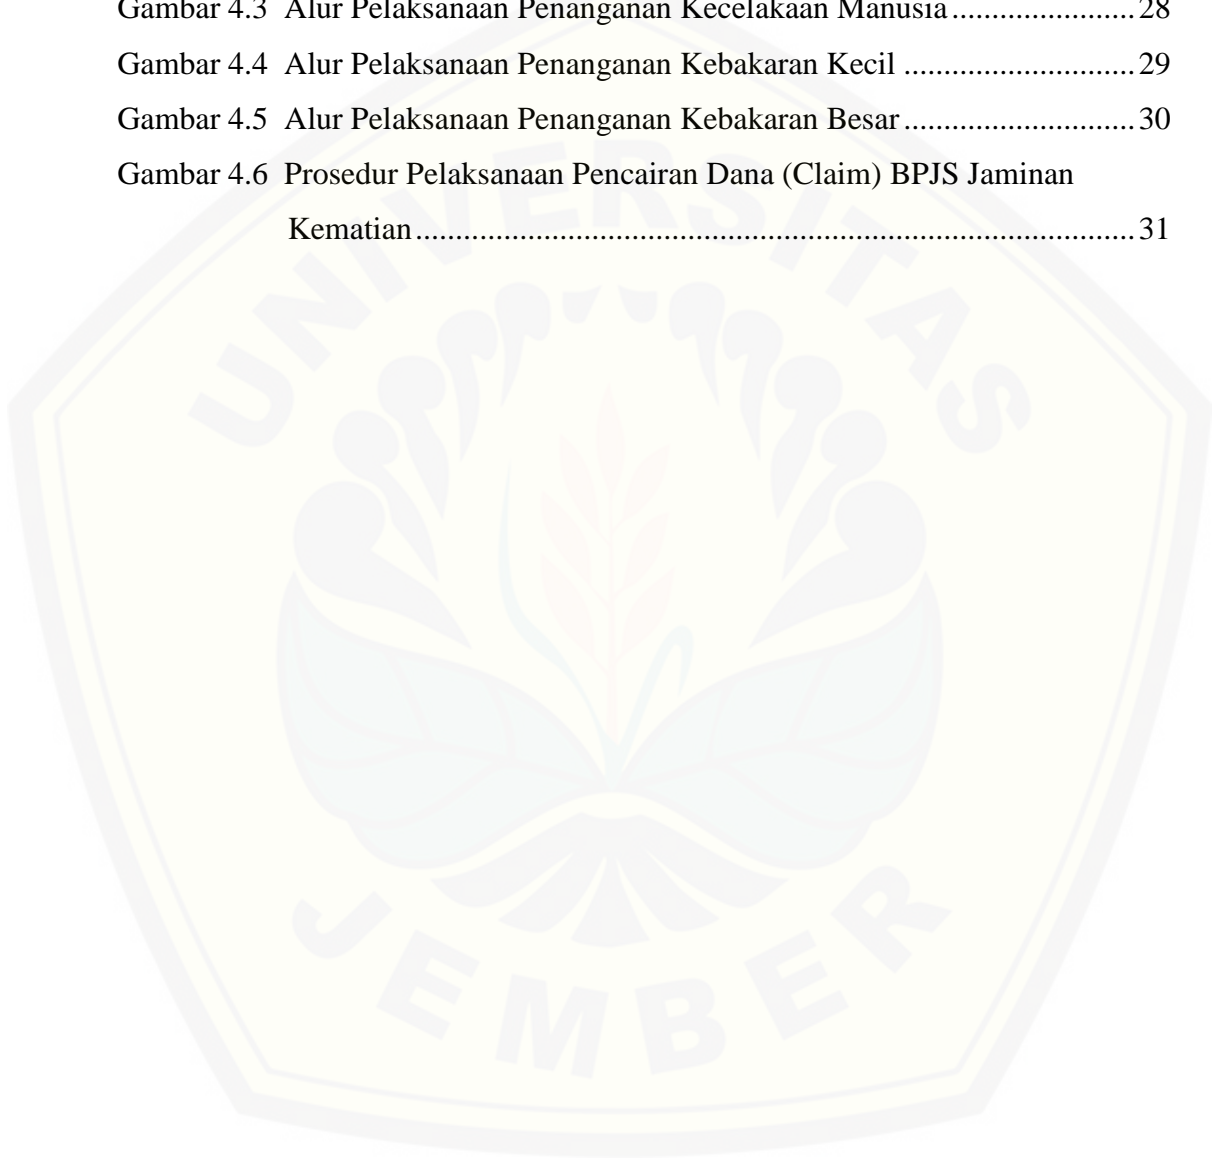 Gambar 4.3 Alur Pelaksanaan Penanganan Kecelakaan Manusia.......................28
Gambar 4.4 Alur Pelaksanaan Penanganan Kebakaran Kecil .............................29
Gambar 4.5 Alur Pelaksanaan Penanganan Kebakaran Besar.............................30
Gambar 4.6 Prosedur Pelaksanaan Pencairan Dana (Claim) BPJS Jaminan
Kematian...........................................................................................31
UNIVERSITAS
JEMBER